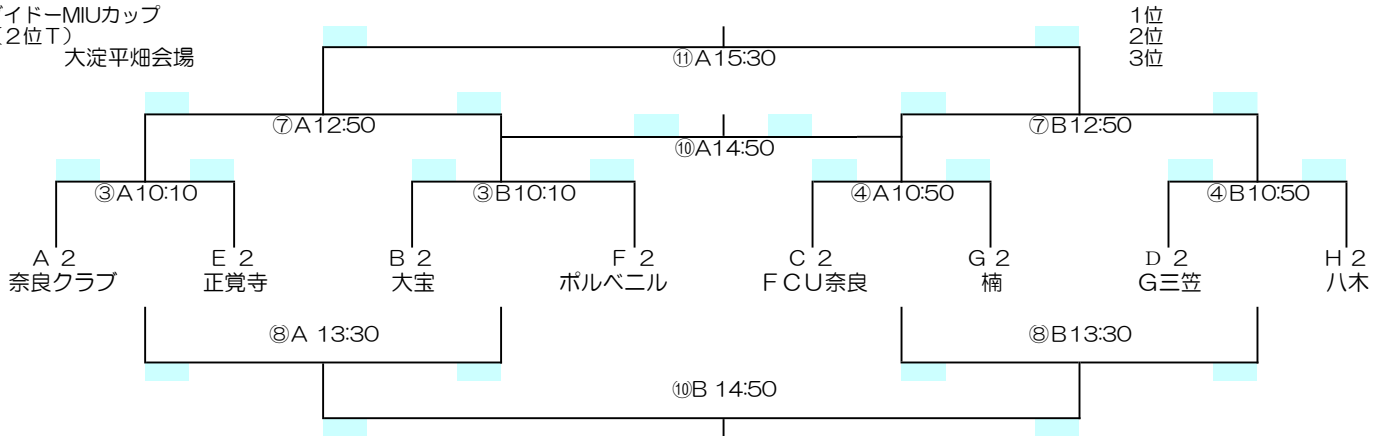 ダイドーMIUカップ
（2位T）
大淀平畑会場
1位
2位
3位
⑪A15:30
⑦A12:50
⑦B12:50
⑩A14:50
③A10:10
③B10:10
④A10:50
④B10:50
A 2
E 2
B 2
F 2
C 2
G 2
D 2
H 2
奈良クラブ
正覚寺
大宝
ポルベニル
FCU奈良
楠
G三笠
八木
⑧A 13:30
⑧B13:30
⑩B 14:50